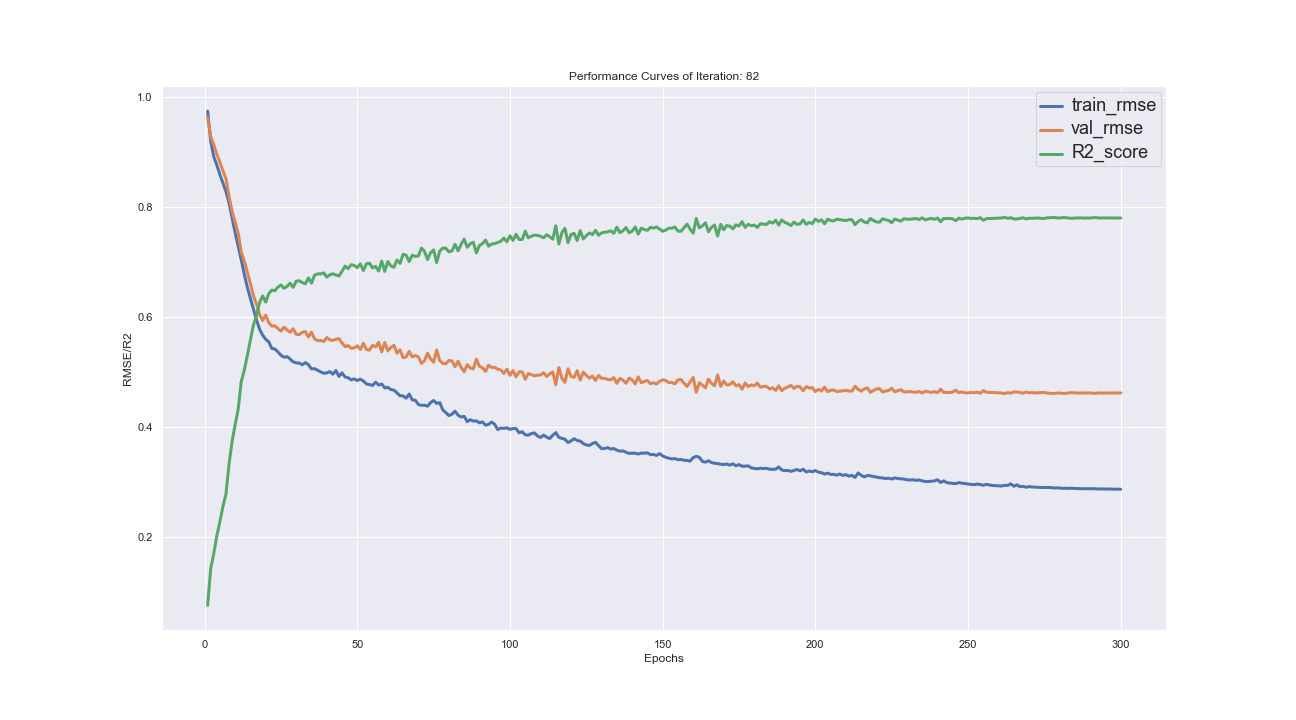 Performance Curves of Iteration: 82
train_rmse
val_rmse
R2_score
RMSE/R2
1.0
0.8
0.6
0.4
0.2
0 50 100 150 200 250 300
Epochs